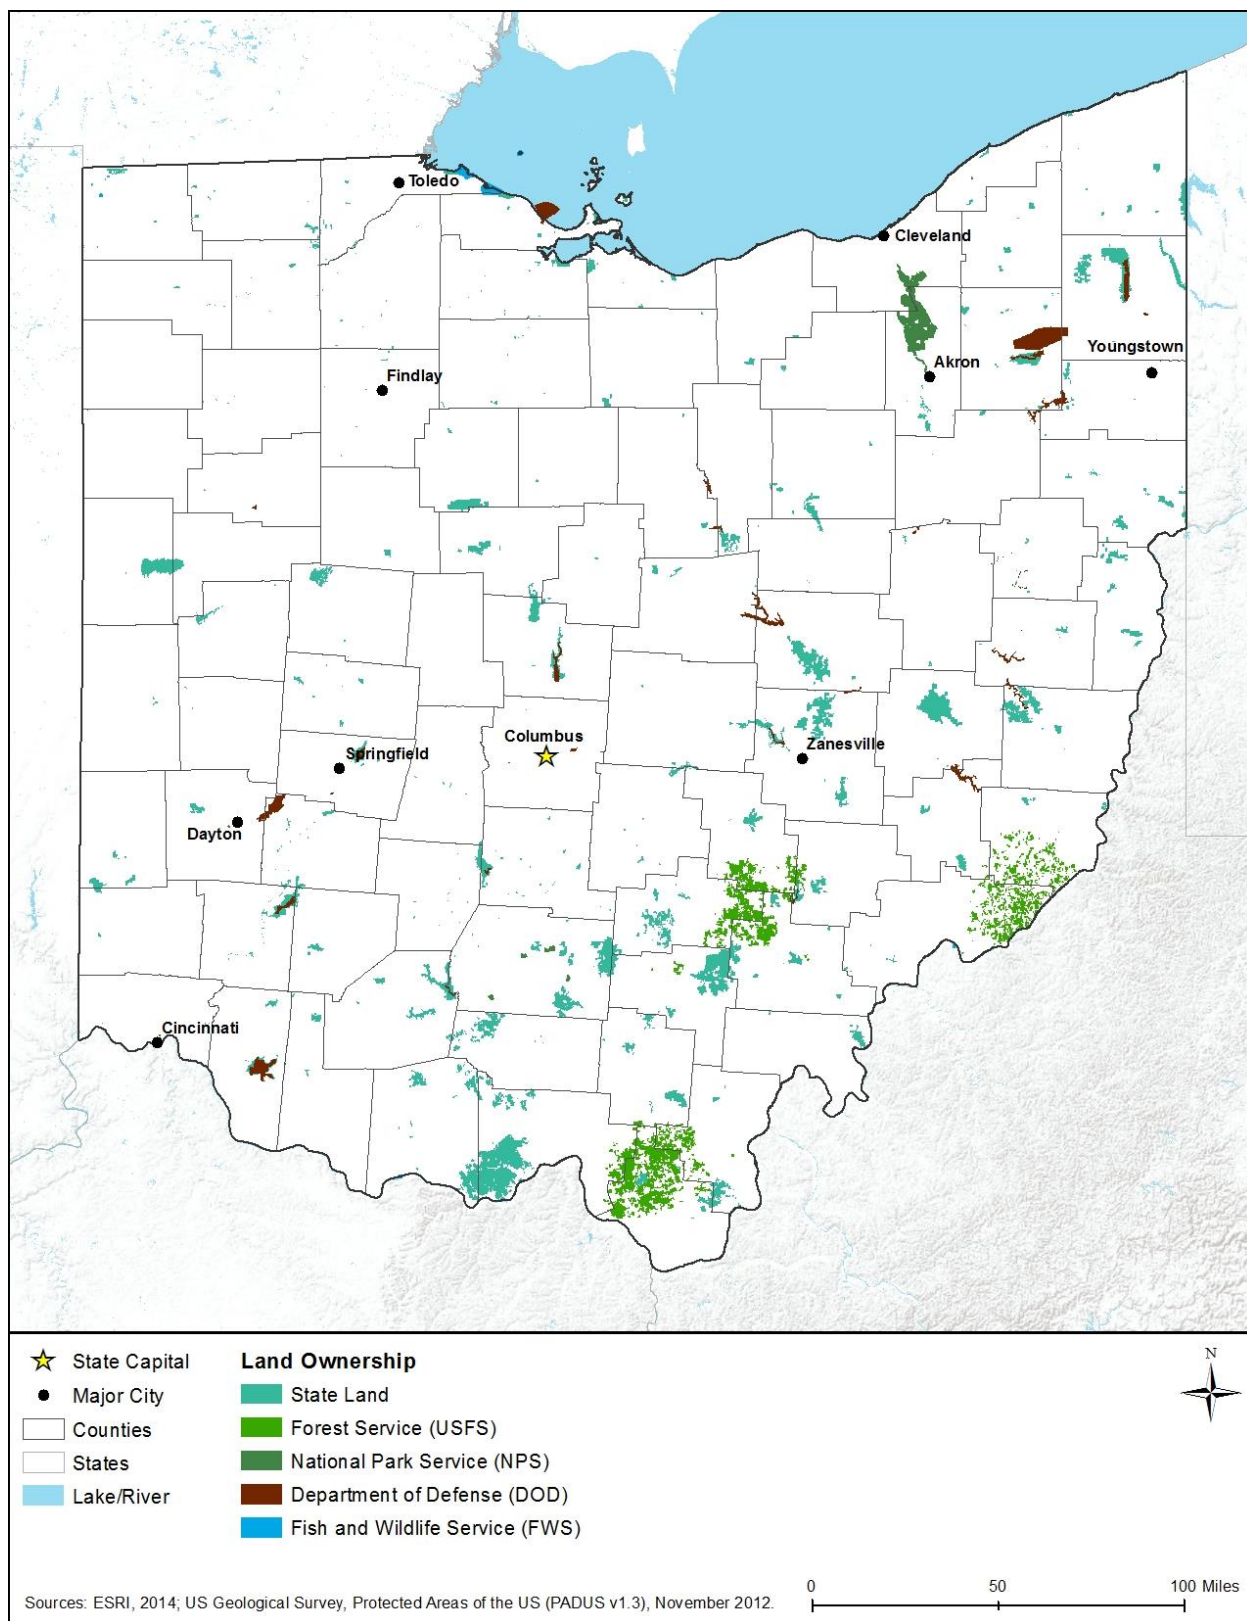 Toledo
Cleveland
Youngstown
Akron
Findlay
Columbus
Zanesville
Springfield
Dayton
Cincinnati
State Capital
Major City
Counties
States
Lake/River
Land Ownership
State Land
Forest Service (USFS)
National Park Service (NPS)
Department of Defense (DOD)
Fish and Wildlife Service (FWS)
N
0 50 100 Miles
Sources: ESRI, 2014; US Geological Survey, Protected Areas of the US (PADUS v1.3), November 2012.